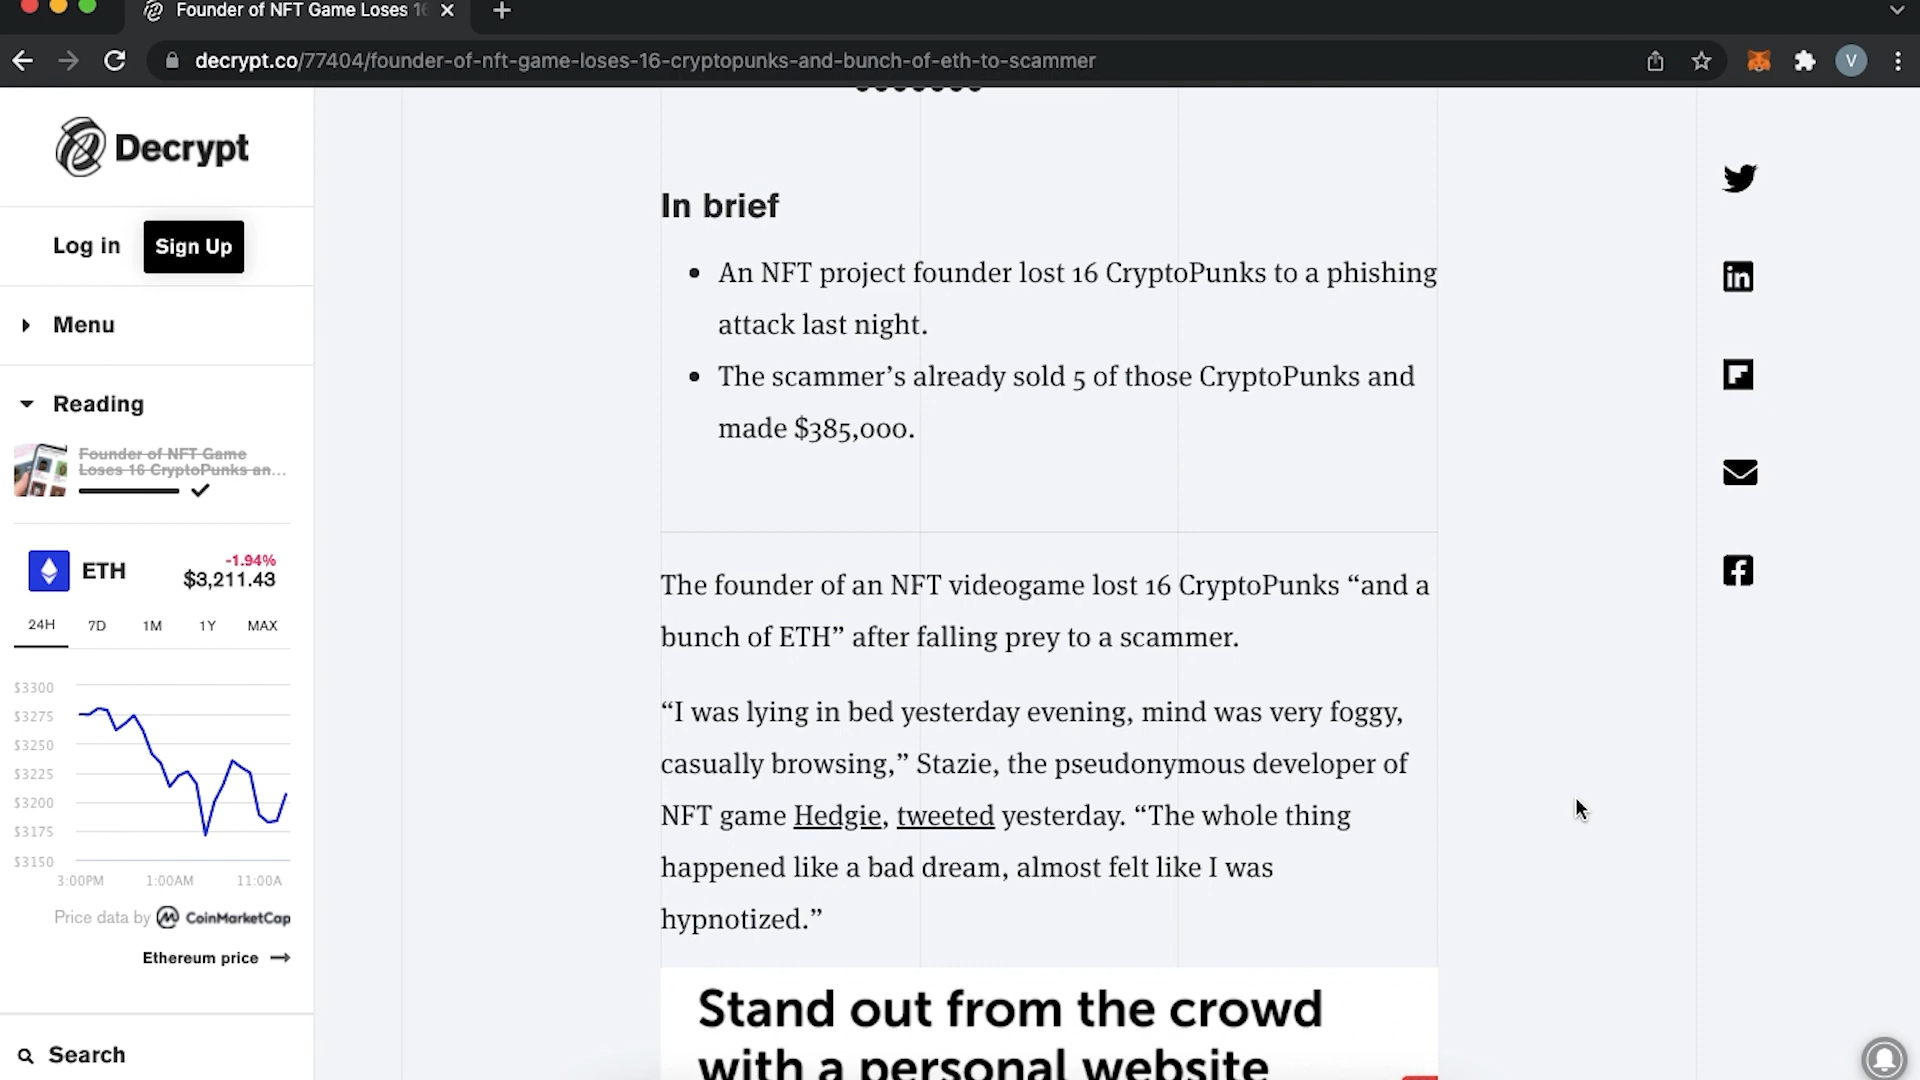 Founder of NFT Game Loses 16
decrypt.co/77404/founder-of-nft-game-loses-16-cryptopunks-and-bunch-of-eth-to-scammer
V
Decrypt
Log in
Sign Up
Menu
Reading
Founder of NFT Game
Loses 16 CryptoPunks an...
ETH
-1.94%
$3,211.43
24H 7D 1M 1Y MAX
$3300
$3275
$3250
$3225
$3200
$3175
$3150
3:00PM 1:00AM 11:00A
Price data by CoinMarketCap
Ethereum price
Search
In brief
An NFT project founder lost 16 CryptoPunks to a phishing
attack last night.
The scammer’s already sold 5 of those CryptoPunks and
made $385,000.
The founder of an NFT videogame lost 16 CryptoPunks “and a
bunch of ETH” after falling prey to a scammer.
“I was lying in bed yesterday evening, mind was very foggy,
casually browsing,” Stazie, the pseudonymous developer of
NFT game Hedgie, tweeted yesterday. “The whole thing
happened like a bad dream, almost felt like I was
hypnotized.”
Stand out from the crowd
with a personal website
in